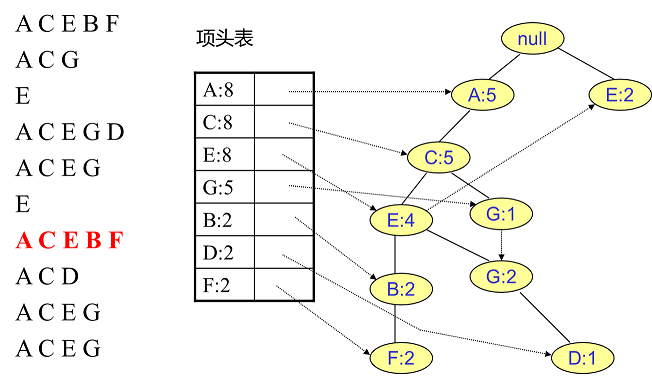 A C E B F
A C G
E
A C E G D
A C E G
E
A C E B F
A C D
A C E G
A C E G
项头表
A:8
C:8
E:8
G:5
B:2
D:2
F:2
null
A:5
E:2
C:5
E:4
G:1
B:2
G:2
F:2
D:1